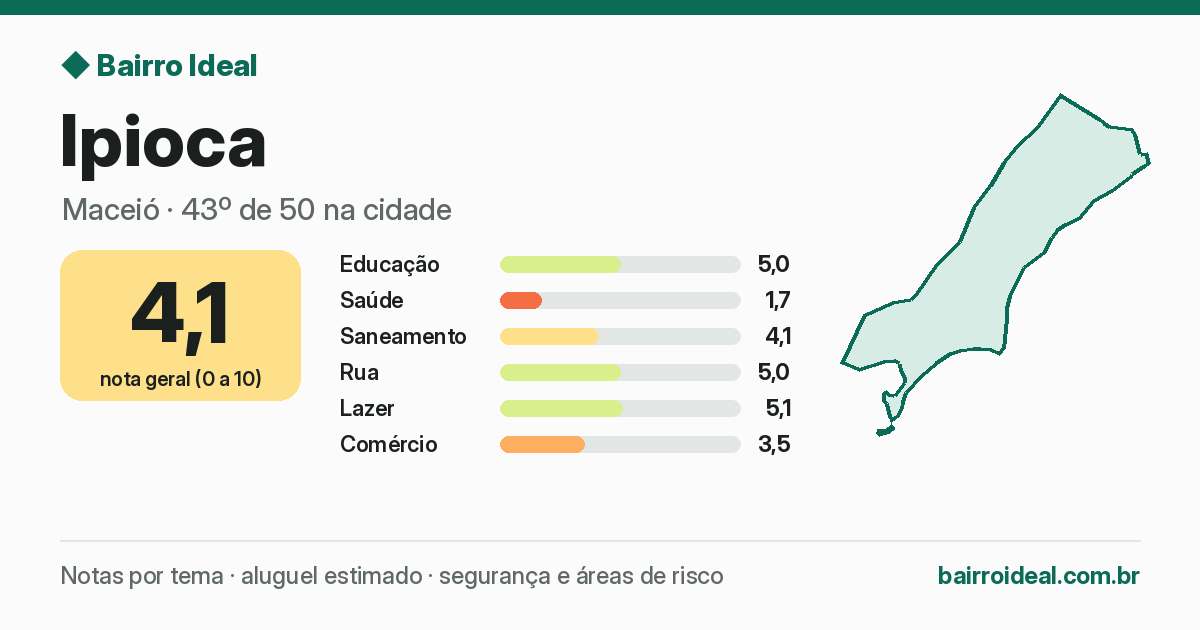 Bairro Ideal
Ipioca
Maceió · 43º de 50 na cidade
4,1
nota geral (0 a 10)
Educação 5,0
Saúde 1,7
Saneamento 4,1
Rua 5,0
Lazer 5,1
Comércio 3,5
Notas por tema · aluguel estimado · segurança e áreas de risco
bairroideal.com.br